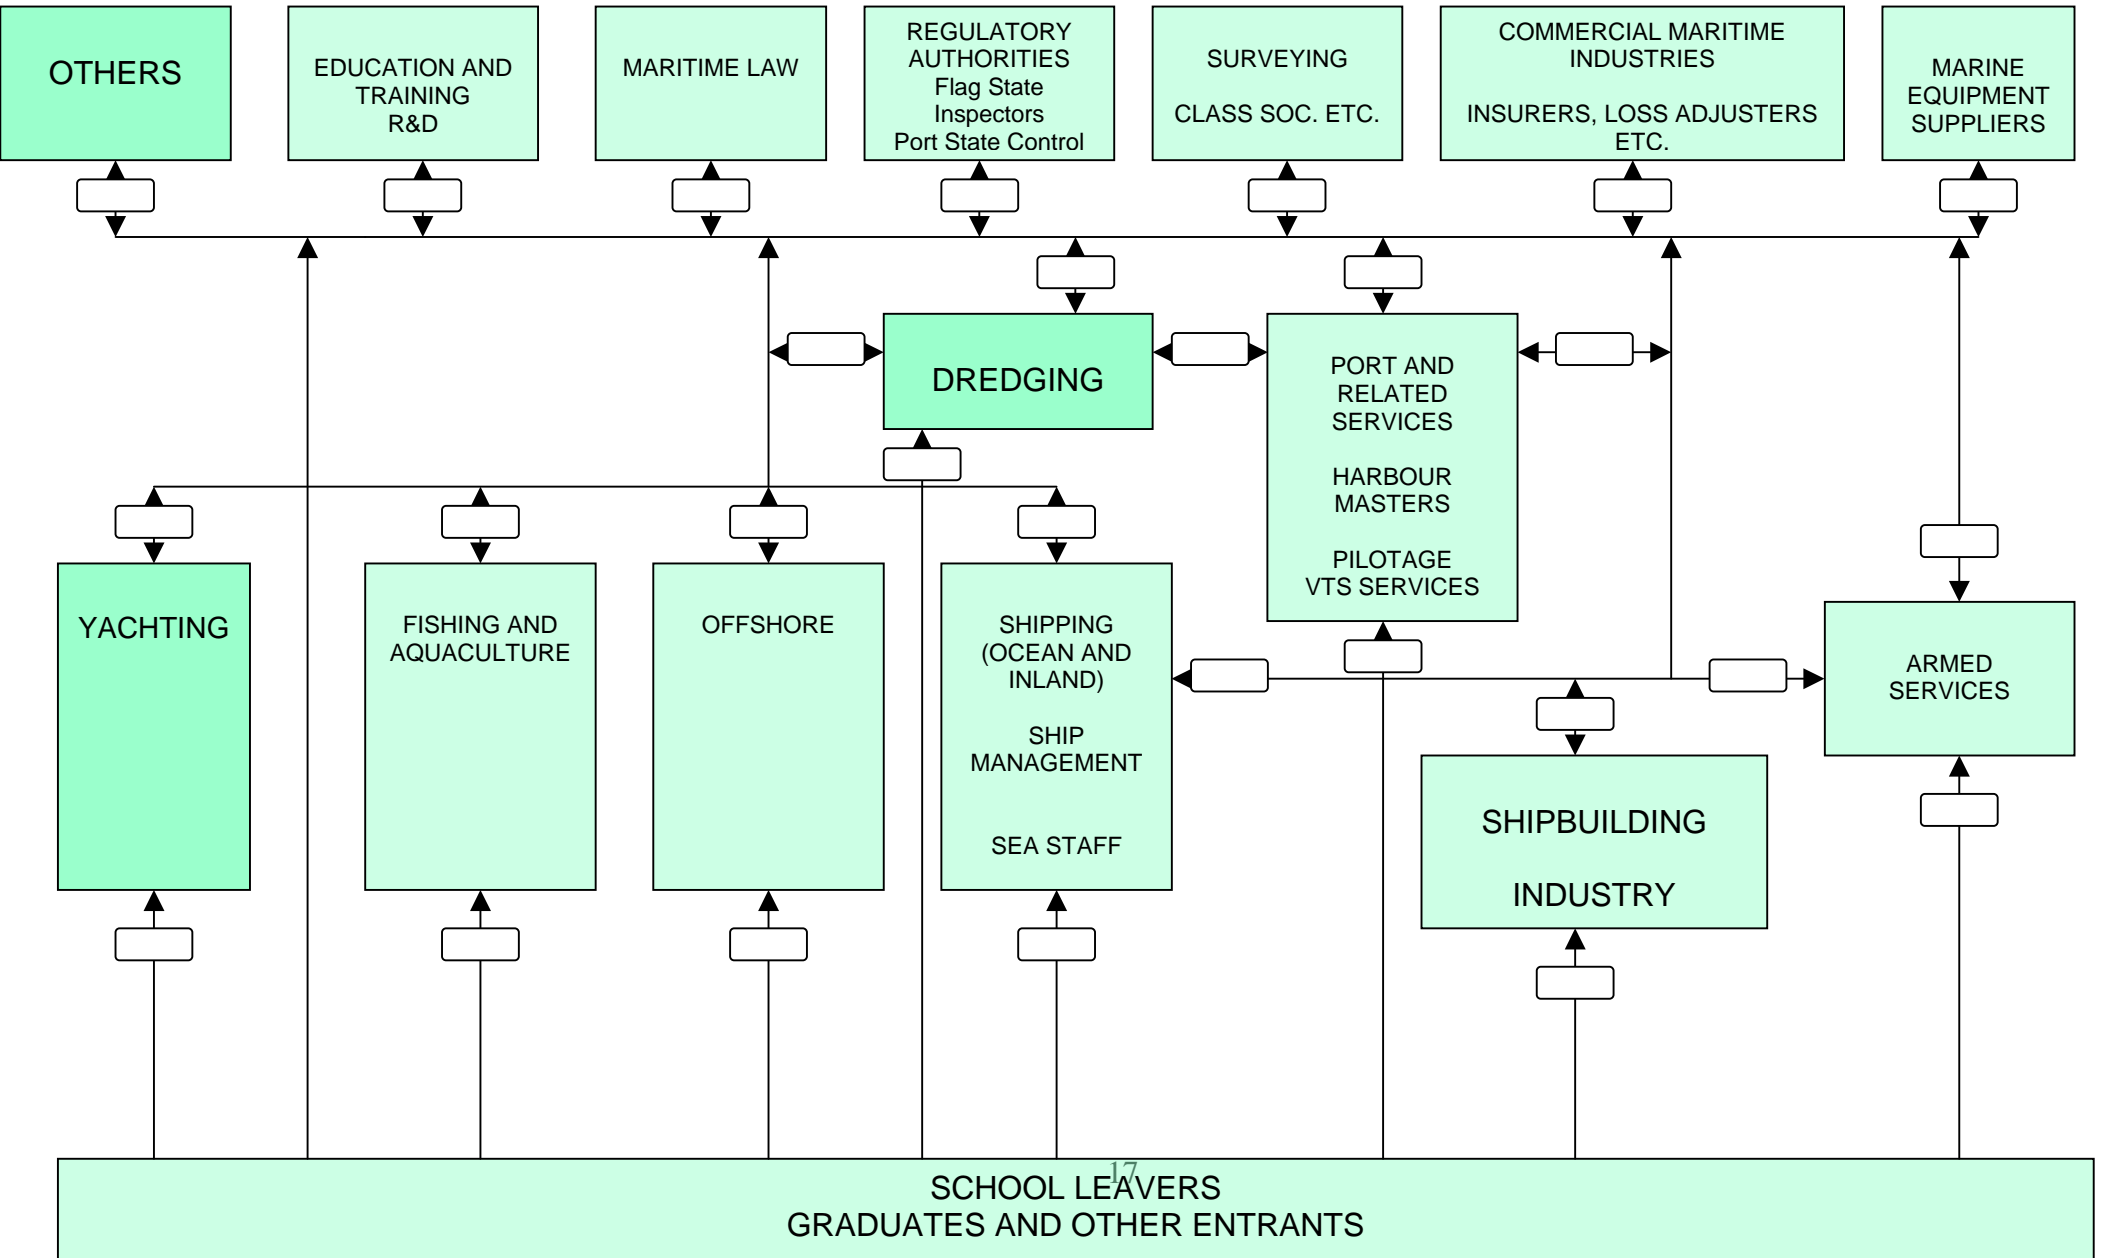 OTHERS
EDUCATION AND
TRAINING
R&D
MARITIME LAW
REGULATORY
AUTHORITIES
Flag State
Inspectors
Port State Control
SURVEYING
CLASS SOC. ETC.
COMMERCIAL MARITIME
INDUSTRIES
INSURERS, LOSS ADJUSTERS
ETC.
MARINE
EQUIPMENT
SUPPLIERS
DREDGING
PORT AND
RELATED
SERVICES
HARBOUR
MASTERS
PILOTAGE
VTS SERVICES
YACHTING
FISHING AND
AQUACULTURE
OFFSHORE
SHIPPING
(OCEAN AND
INLAND)
SHIP
MANAGEMENT
SEA STAFF
ARMED
SERVICES
SHIPBUILDING
INDUSTRY
17
SCHOOL LEAVERS
GRADUATES AND OTHER ENTRANTS